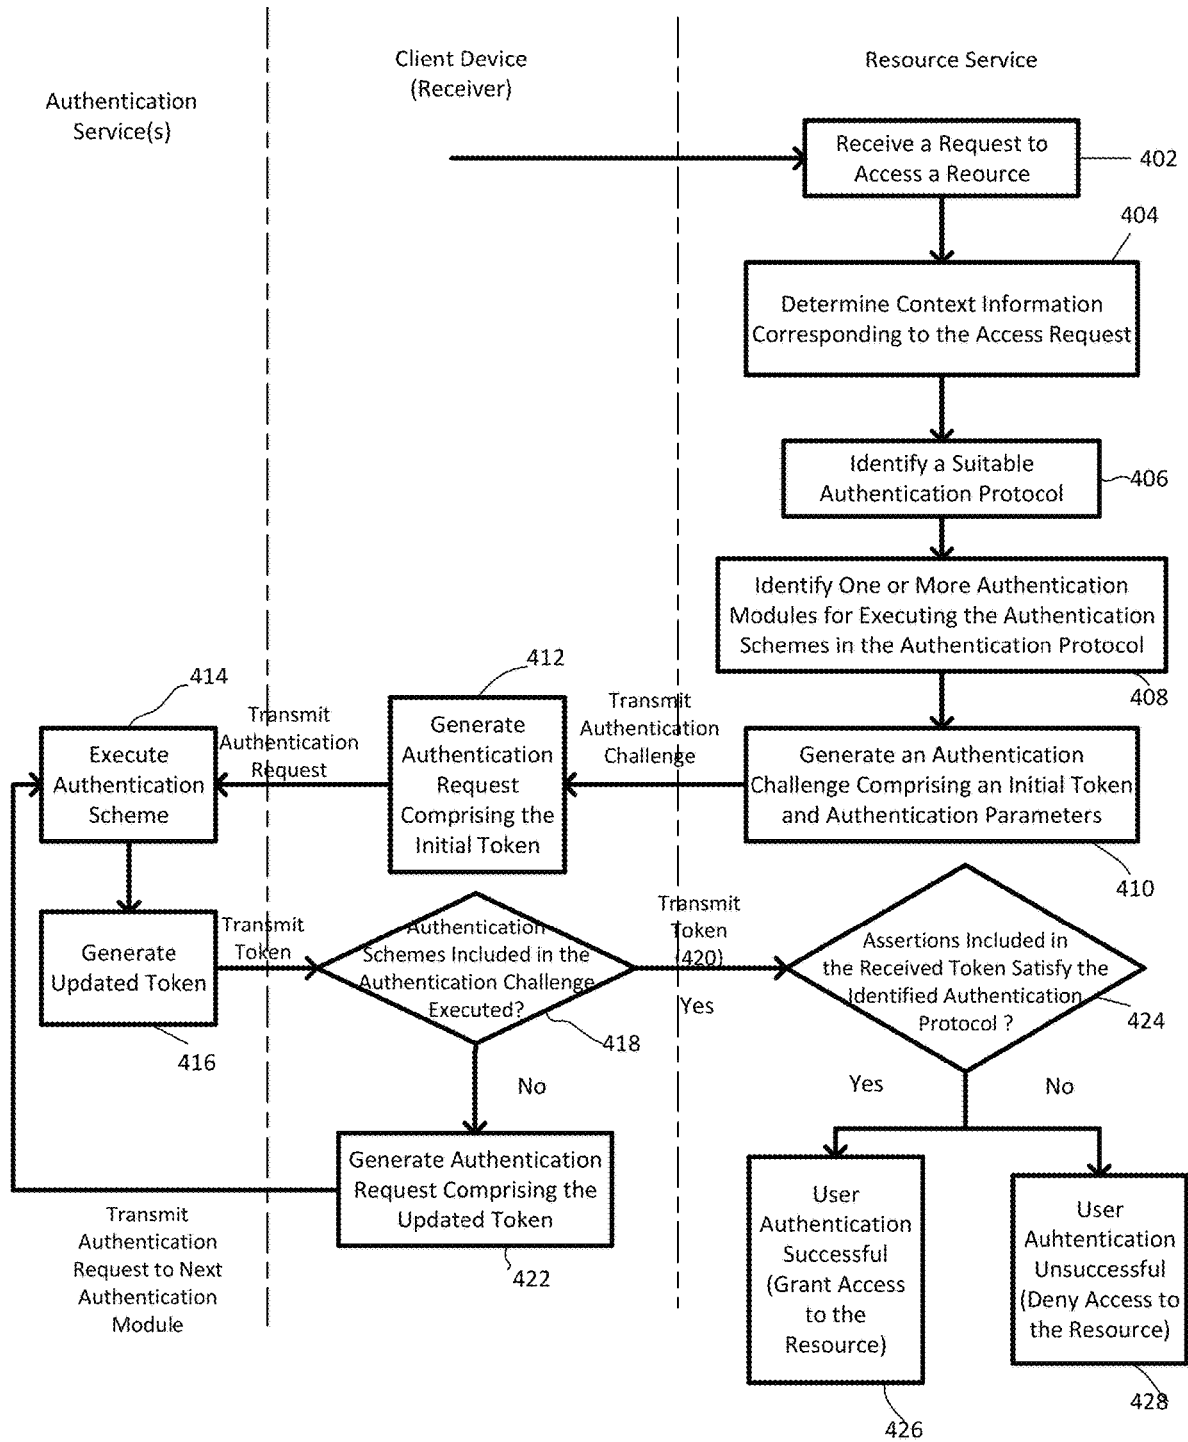 Client Device
(Receiver)
Resource Service
Authentication
Service(s)
Receive a Request to
Access a Reource
402
404
Determine Context Information
Corresponding to the Access Request
Identify a Suitable
Authentication Protocol
406
Identify One or More Authentication
Modules for Executing the Authentication
Schemes in the Authentication Protocol
408
412
414
Transmit
Authentication
Request
Transmit
Authentication
Challenge
Execute
Authentication
Scheme
Generate
Authentication
Request
Comprising the
Initial Token
Generate an Authentication
Challenge Comprising an Initial Token
and Authentication Parameters
410
Generate
Updated Token
416
Transmit
Token
Authentication
Schemes Included in the
Authentication Challenge
Executed?
418
Transmit
Token
(420)
Yes
Assertions Included in
the Received Token Satisfy the
Identified Authentication
Protocol ?
424
No
Yes
No
Generate Authentication
Request Comprising the
Updated Token
422
Transmit
Authentication
Request to Next
Authentication
Module
User
Authentication
Successful
(Grant Access
to the
Resource)
426
User
Auhtentication
Unsuccessful
(Deny Access to
the Resource)
428